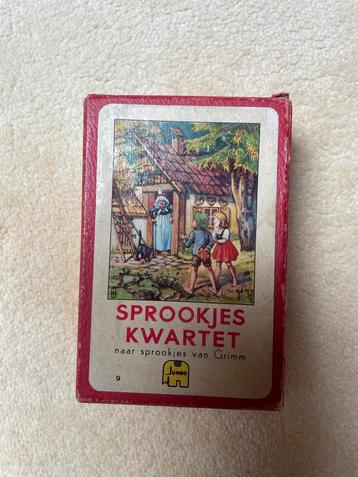 SPROOKJES
KWARTET
naar sprookjes van Grimm
JUMBO
9